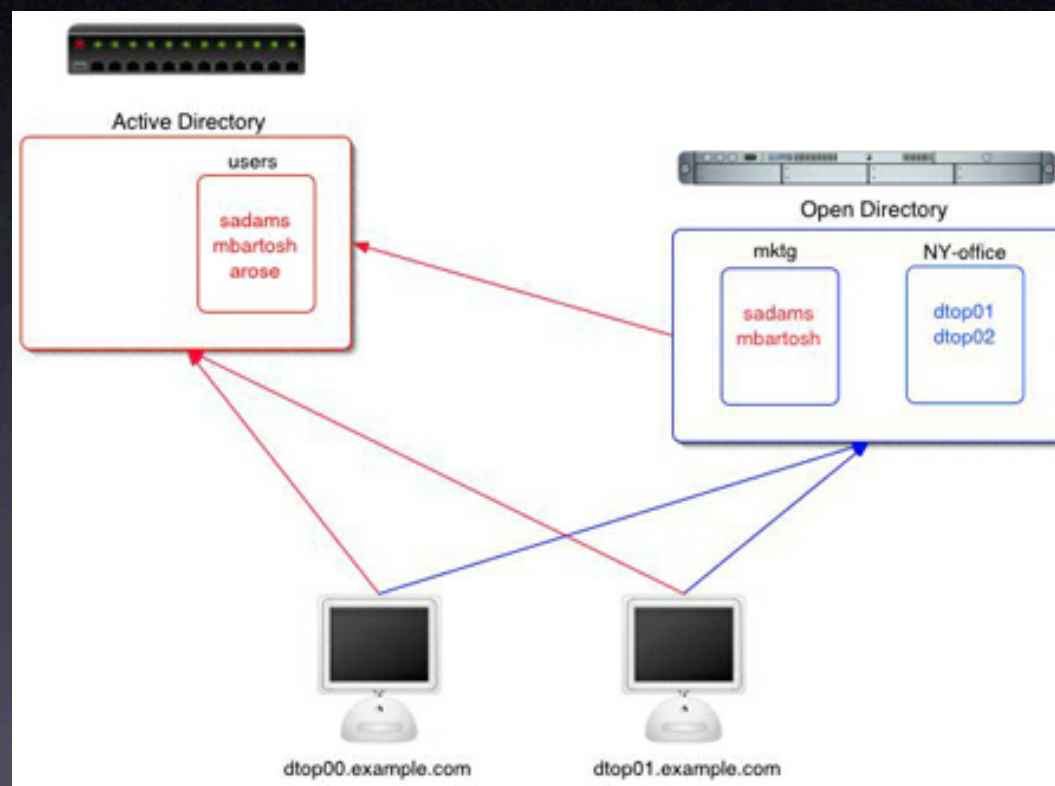 Active Directory
users
sadams
mbartosh
arose
Open Directory
mktg
sadams
mbartosh
NY-office
dtop01
dtop02
dtop00.example.com
dtop01.example.com